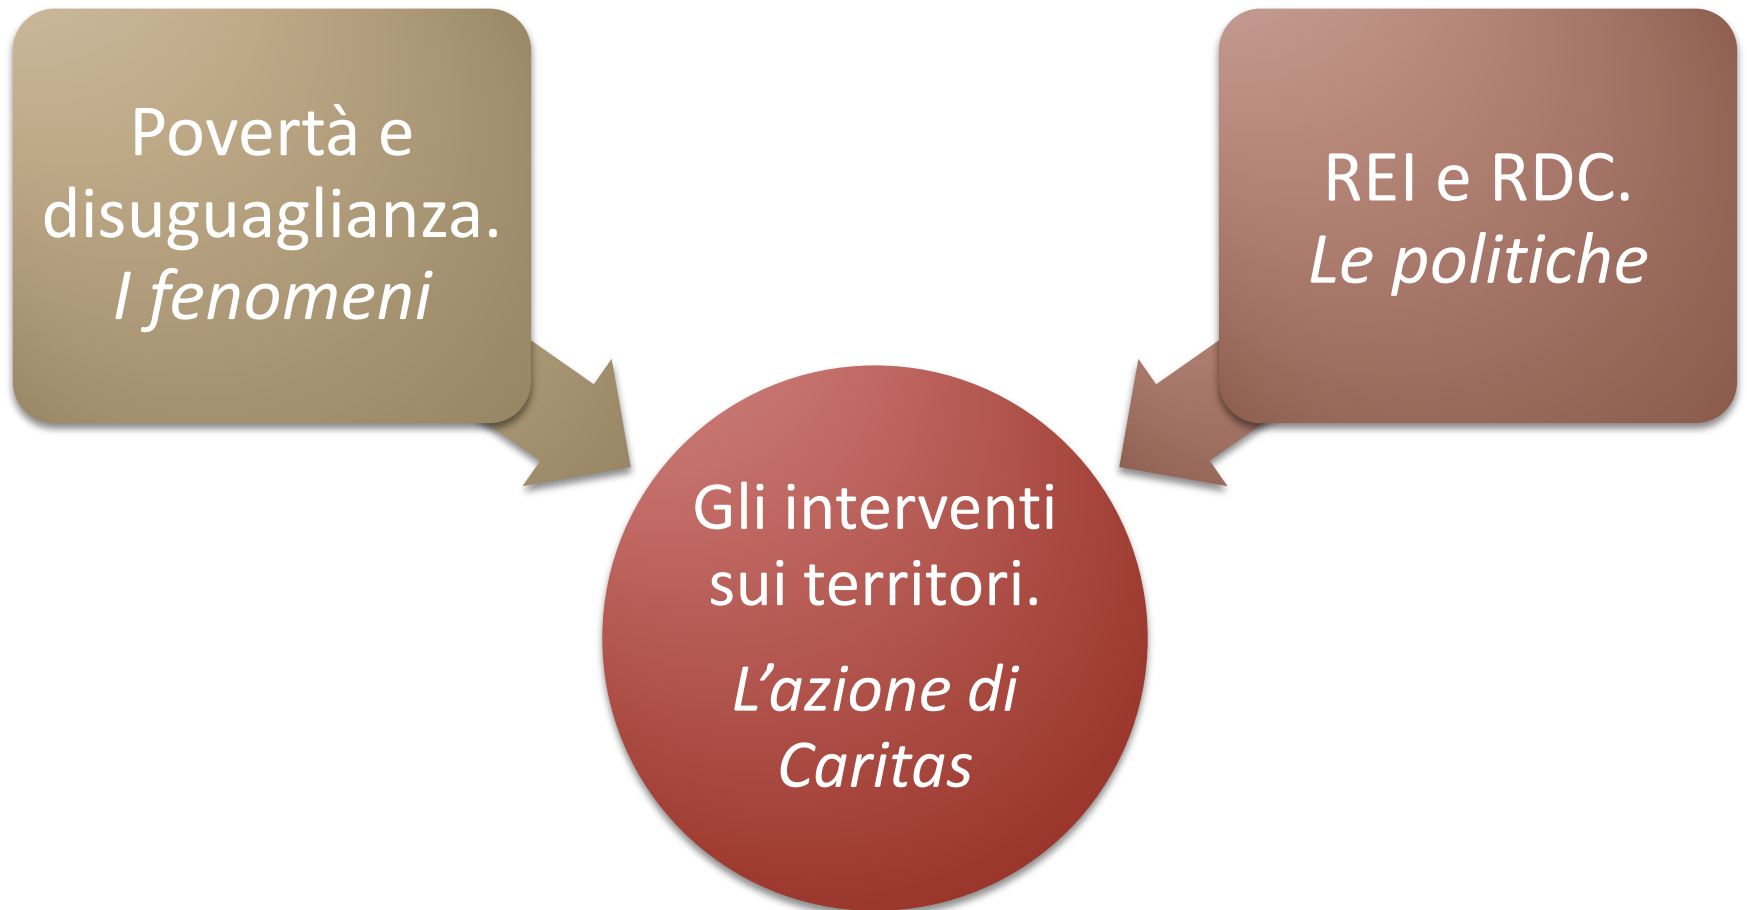 Povertà e
disuguaglianza.
I fenomeni
REI e RDC.
Le politiche
Gli interventi
sui territori.
L’azione di
Caritas